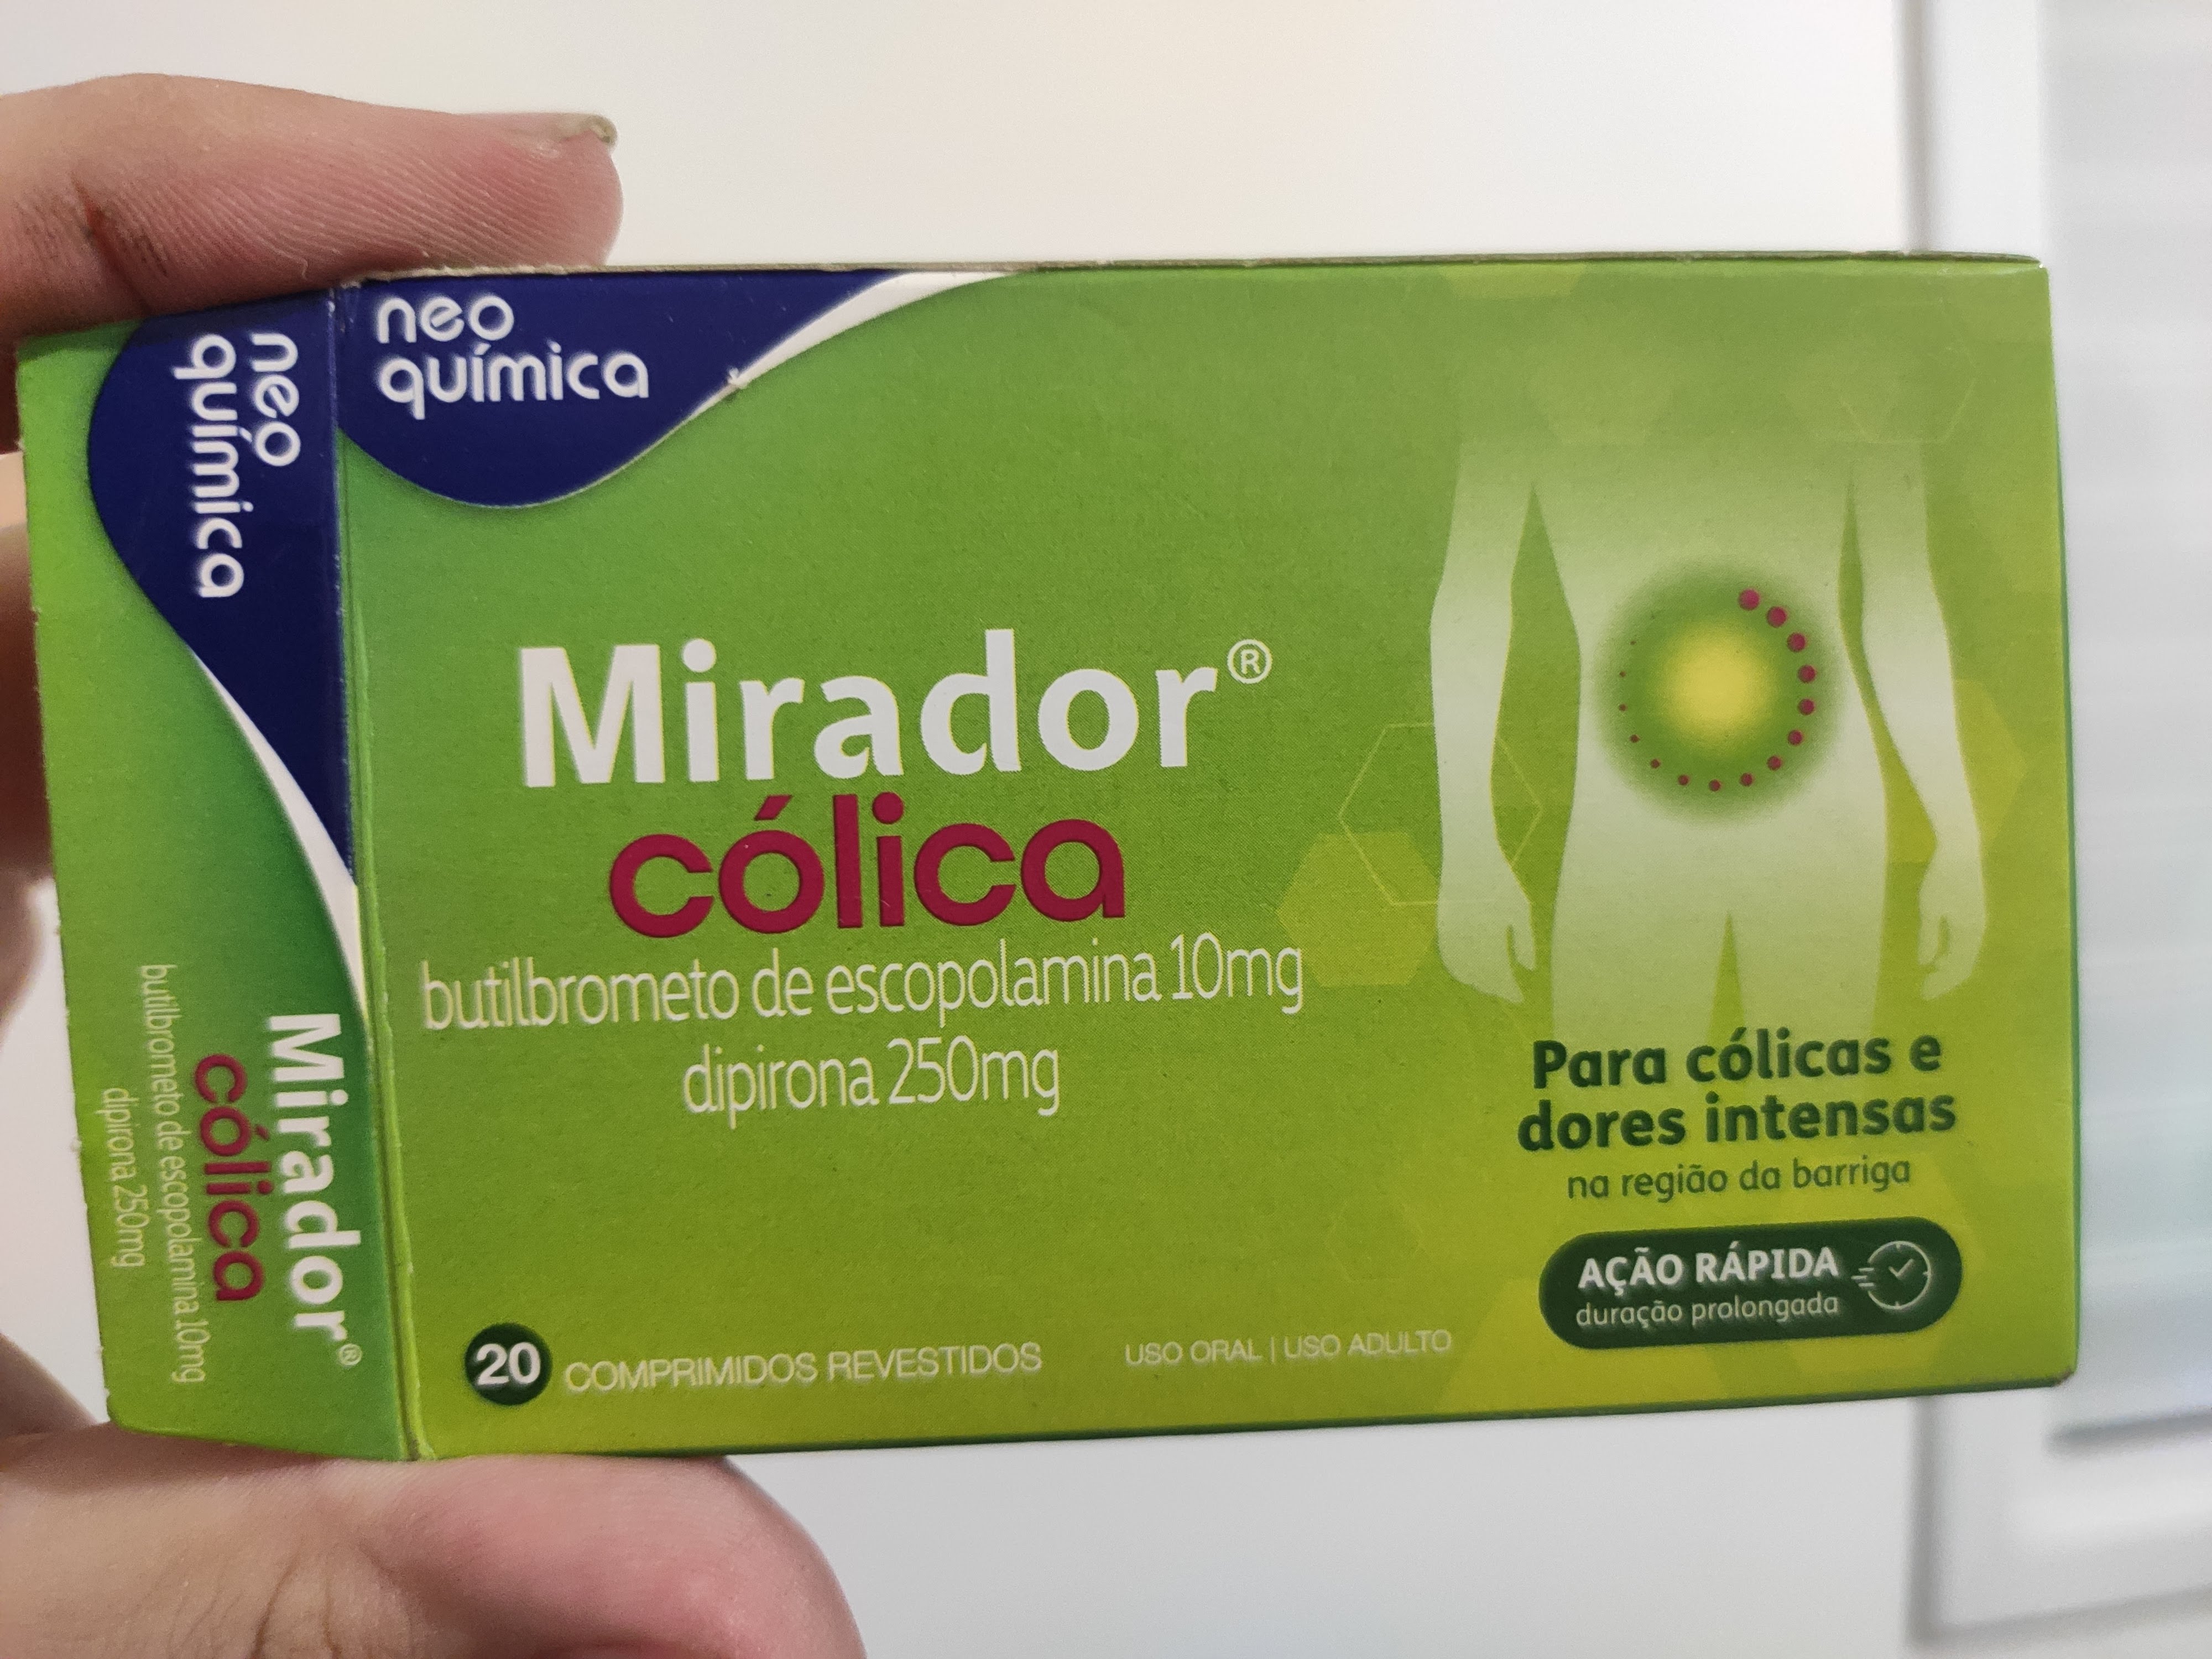 neo
química
neo
química
Mirador®
cólica
butilbrometo de escopolamina 10mg
dipirona 250mg
Mirador®
cólica
butilbrometo de escopolamina 10mg
dipirona 250mg
Para cólicas e
dores intensas
na região da barriga
AÇÃO RÁPIDA
duração prolongada
20 COMPRIMIDOS REVESTIDOS
USO ORAL | USO ADULTO